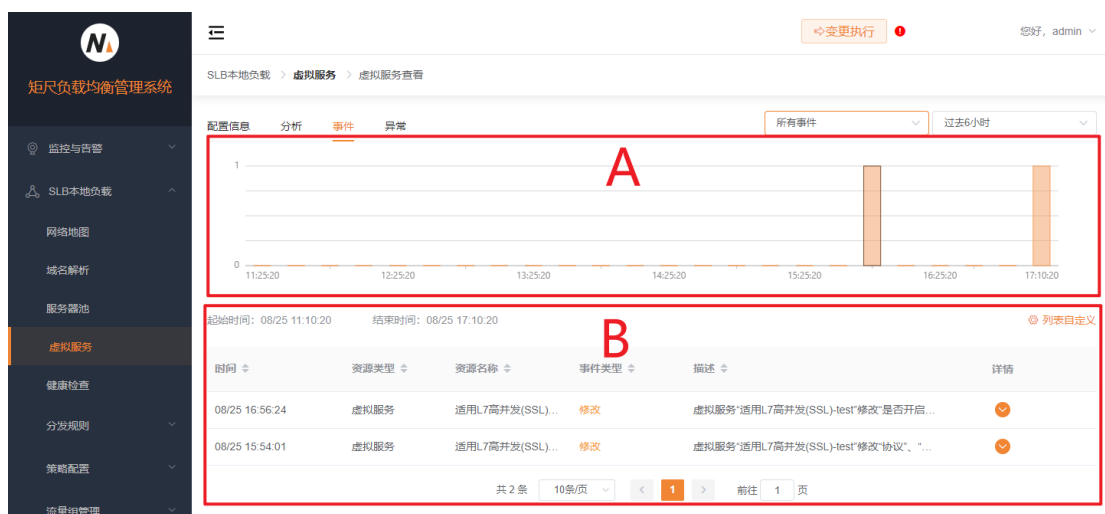 变更执行
您好，admin
矩尺负载均衡管理系统
SLB本地负载 > 虚拟服务 > 虚拟服务查看
配置信息 分析 事件 异常 所有事件 过去6小时
监控与告警
SLB本地负载
网络地图
域名解析
服务器池
虚拟服务
健康检查
分发规则
策略配置
流量组管理
A
1
0
11:25:20 12:25:20 13:25:20 14:25:20 15:25:20 16:25:20 17:10:20
B
起始时间：08/25 11:10:20 结束时间：08/25 17:10:20 列表自定义
时间 资源类型 资源名称 事件类型 描述 详情
08/25 16:56:24 虚拟服务 适用L7高并发(SSL)... 修改 虚拟服务"适用L7高并发(SSL)-test"修改"是否开启...
08/25 15:54:01 虚拟服务 适用L7高并发(SSL)... 修改 虚拟服务"适用L7高并发(SSL)-test"修改"协议"、"...
共 2 条 10条/页 < 1 > 前往 1 页